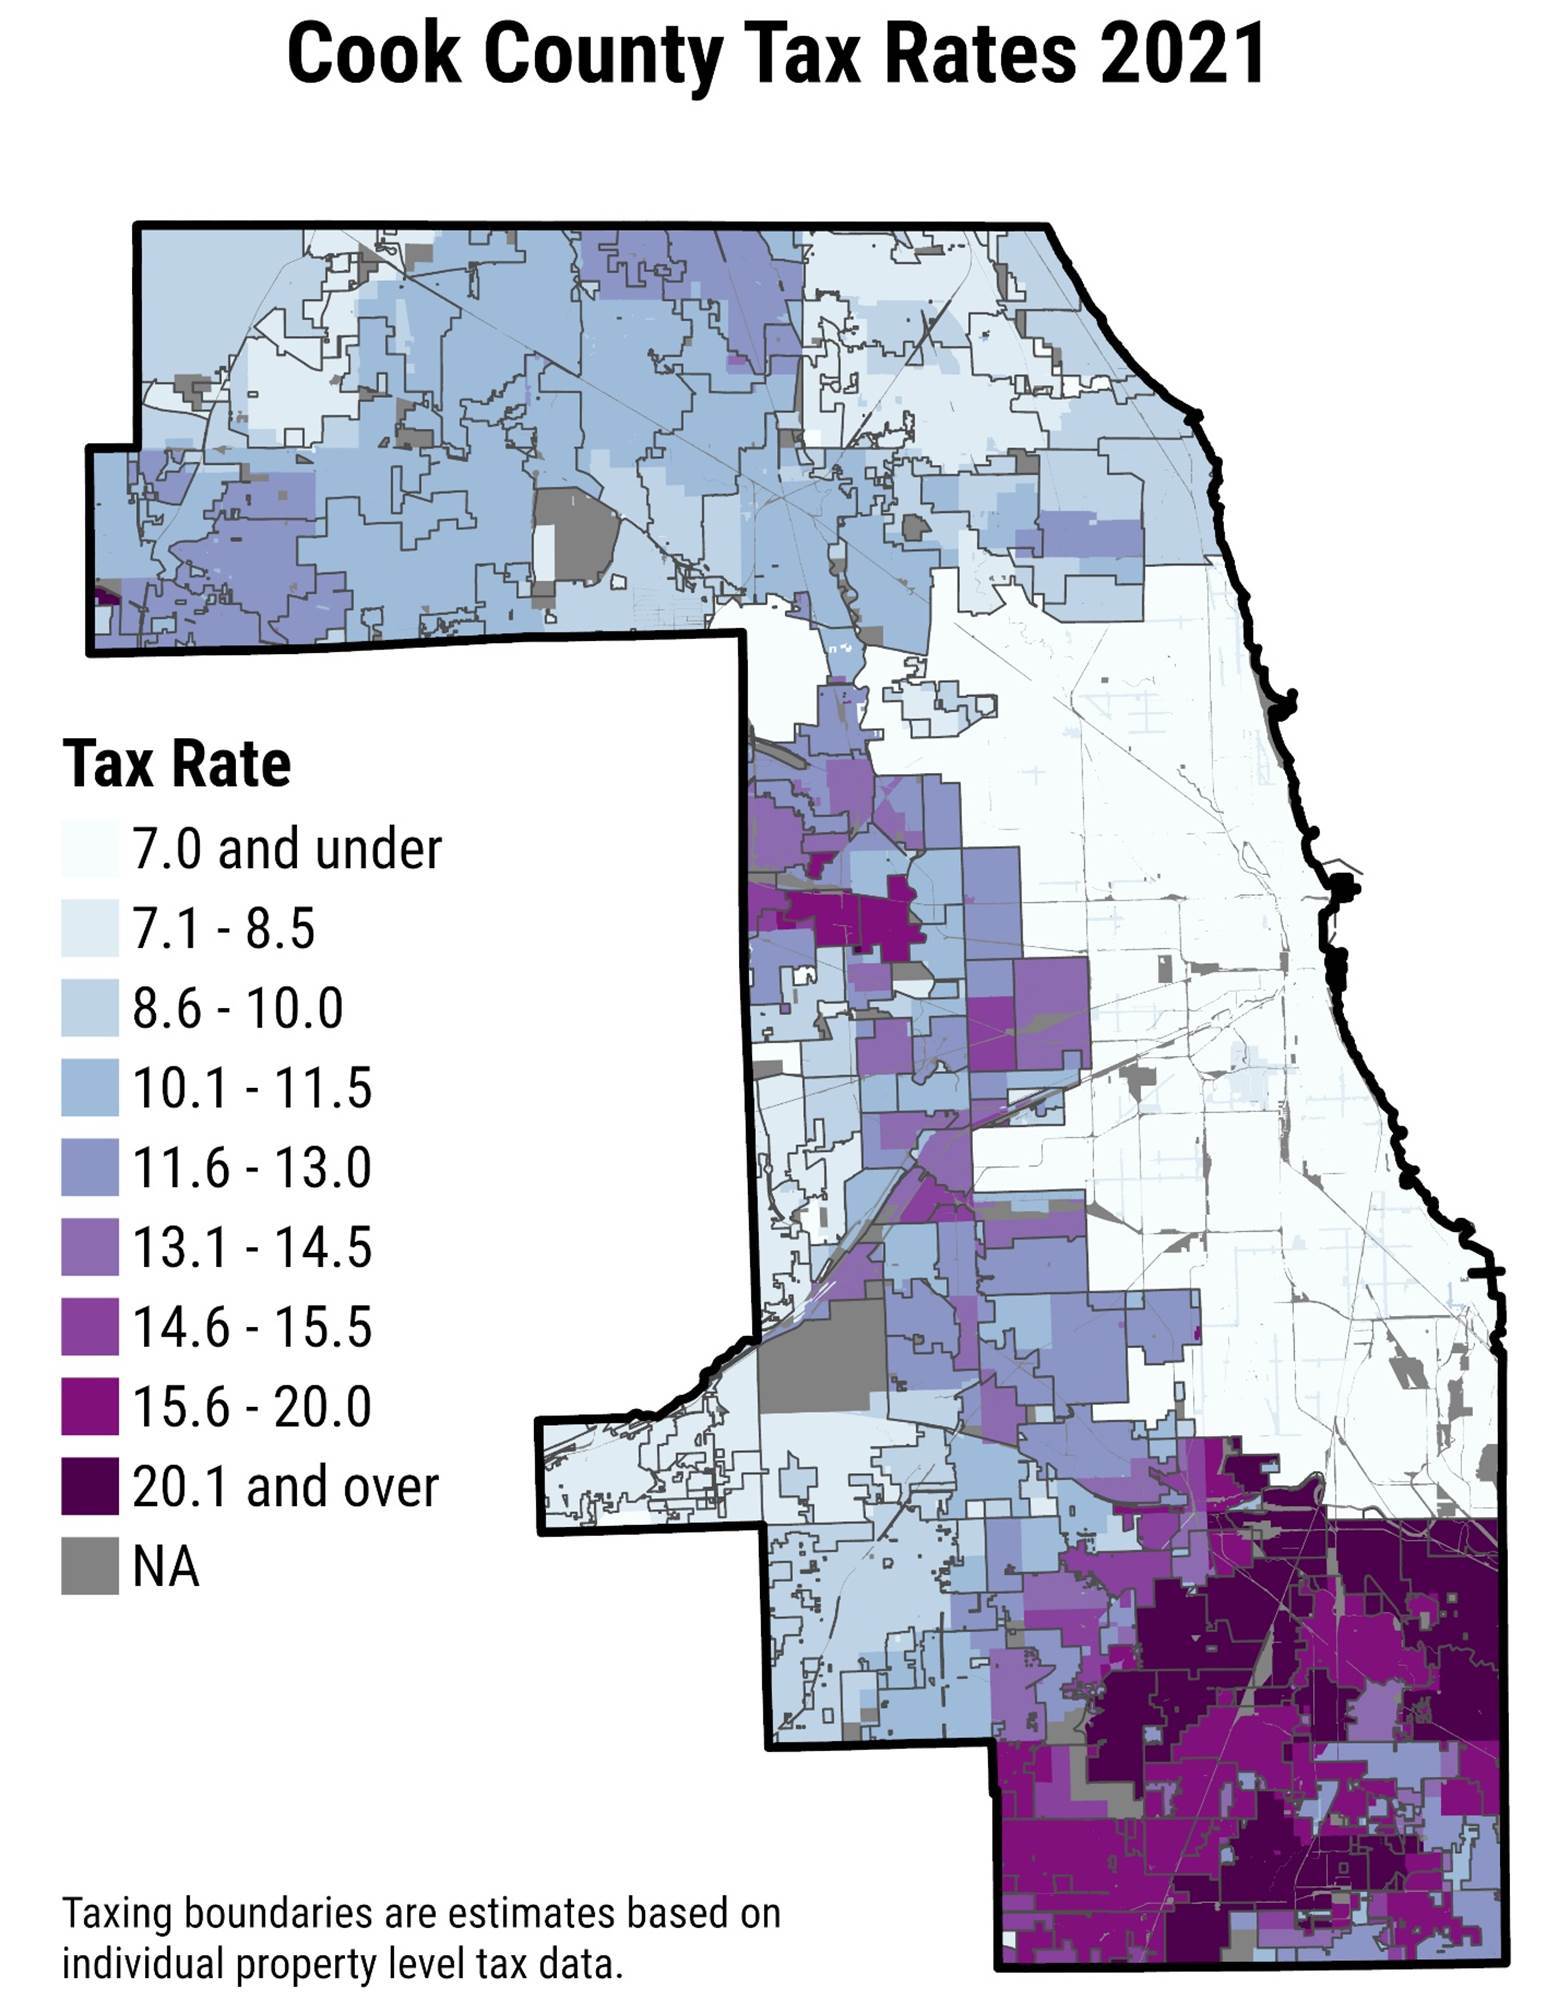 Cook County Tax Rates 2021
Tax Rate
7.0 and under
7.1 - 8.5
8.6 - 10.0
10.1 - 11.5
11.6 - 13.0
13.1 - 14.5
14.6 - 15.5
15.6 - 20.0
20.1 and over
NA
Taxing boundaries are estimates based on
individual property level tax data.